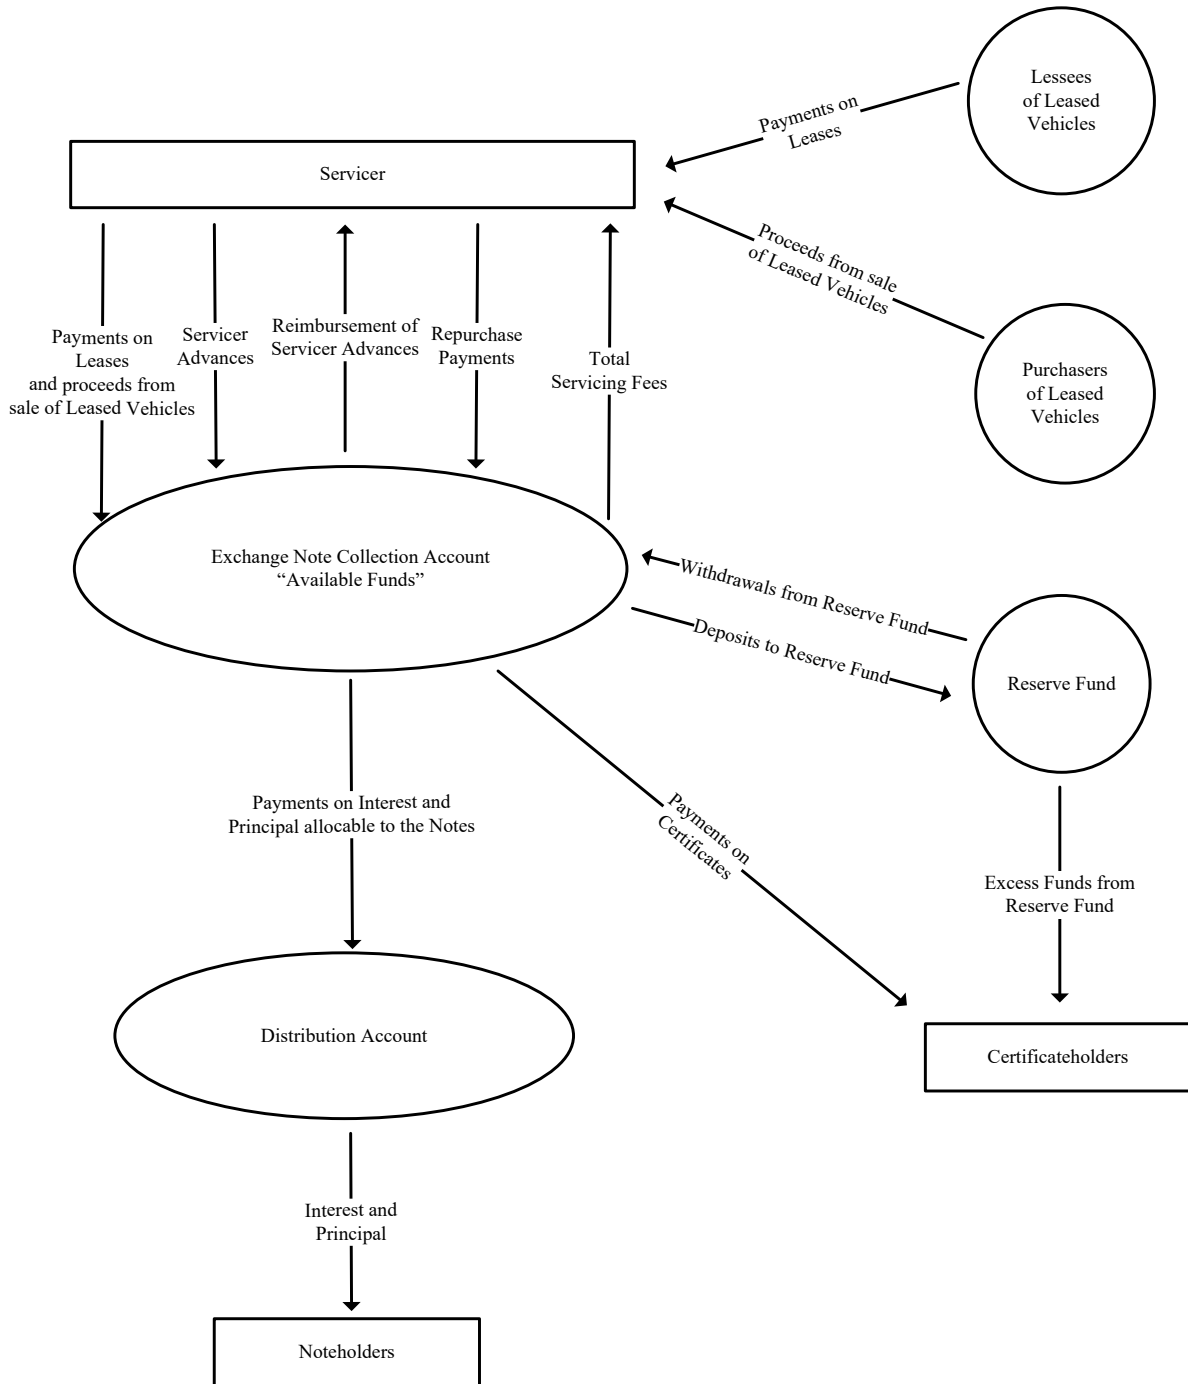 Lessees
of Leased
Vehicles
Payments on
Leases
Servicer
Proceeds from sale
of Leased Vehicles
Payments on
Leases
and proceeds from
sale of Leased Vehicles
Servicer
Advances
Reimbursement of
Servicer Advances
Repurchase
Payments
Total
Servicing Fees
Purchasers
of Leased
Vehicles
Exchange Note Collection Account
“Available Funds”
Withdrawals from Reserve Fund
Deposits to Reserve Fund
Reserve Fund
Payments on Interest and
Principal allocable to the Notes
Payments on
Certificates
Excess Funds from
Reserve Fund
Distribution Account
Certificateholders
Interest and
Principal
Noteholders